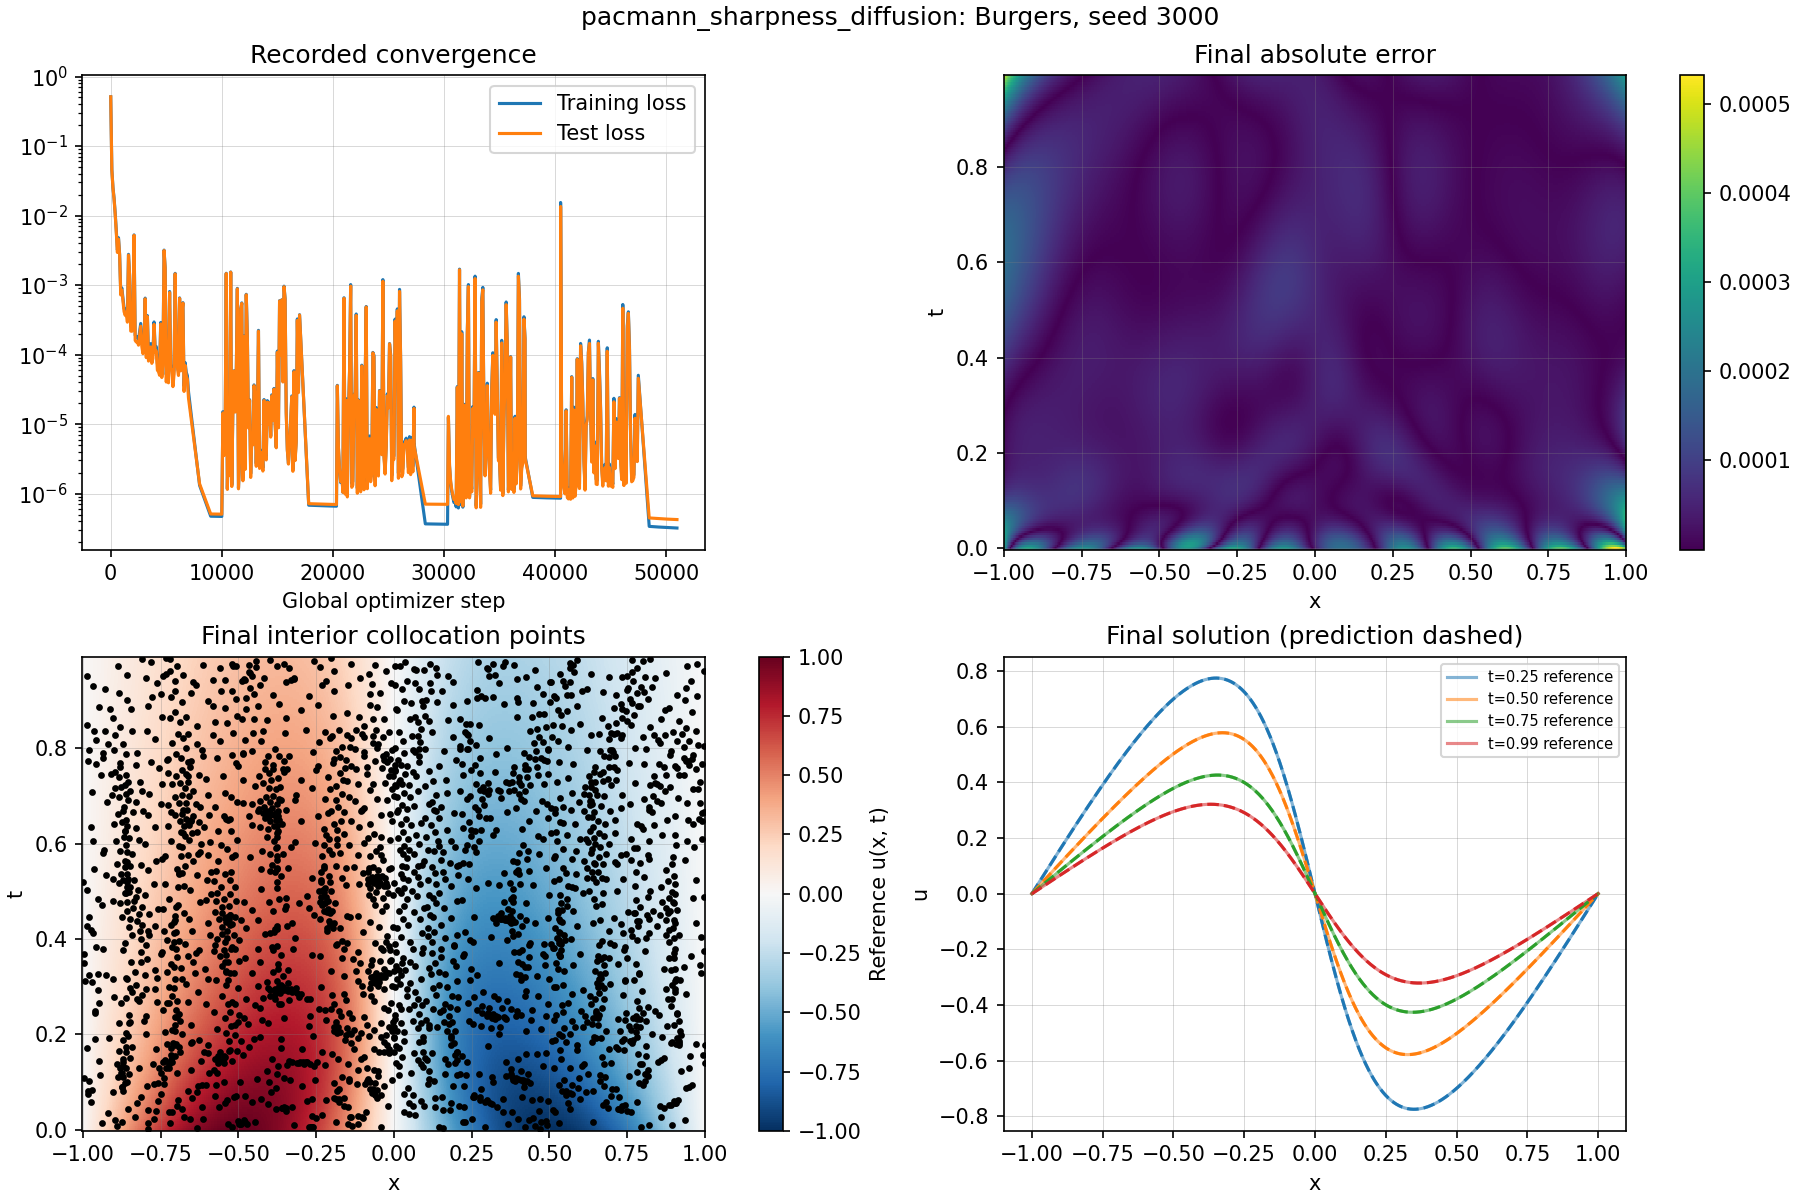 pacmann_sharpness_diffusion: Burgers, seed 3000
Recorded convergence
10⁰
10⁻¹
10⁻²
10⁻³
10⁻⁴
10⁻⁵
10⁻⁶
Training loss
Test loss
0 10000 20000 30000 40000 50000
Global optimizer step
Final absolute error
t
0.8
0.6
0.4
0.2
0.0
−1.00 −0.75 −0.50 −0.25 0.00 0.25 0.50 0.75 1.00
x
0.0005
0.0004
0.0003
0.0002
0.0001
Final interior collocation points
t
0.8
0.6
0.4
0.2
0.0
−1.00 −0.75 −0.50 −0.25 0.00 0.25 0.50 0.75 1.00
x
1.00
0.75
0.50
0.25
0.00
−0.25
−0.50
−0.75
−1.00
Reference u(x, t)
Final solution (prediction dashed)
u
0.8
0.6
0.4
0.2
0.0
−0.2
−0.4
−0.6
−0.8
t=0.25 reference
t=0.50 reference
t=0.75 reference
t=0.99 reference
−1.00 −0.75 −0.50 −0.25 0.00 0.25 0.50 0.75 1.00
x